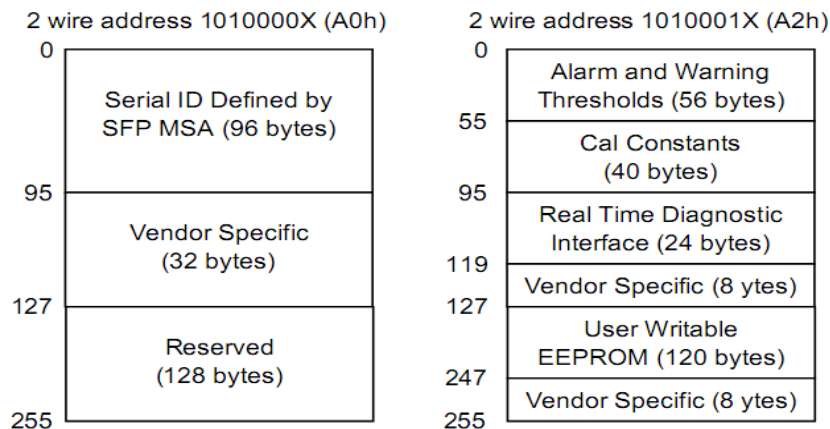 2 wire address 1010000X (A0h)
0
Serial ID Defined by
SFP MSA (96 bytes)
95
Vendor Specific
(32 bytes)
127
Reserved
(128 bytes)
255
2 wire address 1010001X (A2h)
0
Alarm and Warning
Thresholds (56 bytes)
55
Cal Constants
(40 bytes)
95
Real Time Diagnostic
Interface (24 bytes)
119
Vendor Specific (8 ytes)
127
User Writable
EEPROM (120 bytes)
247
Vendor Specific (8 ytes)
255